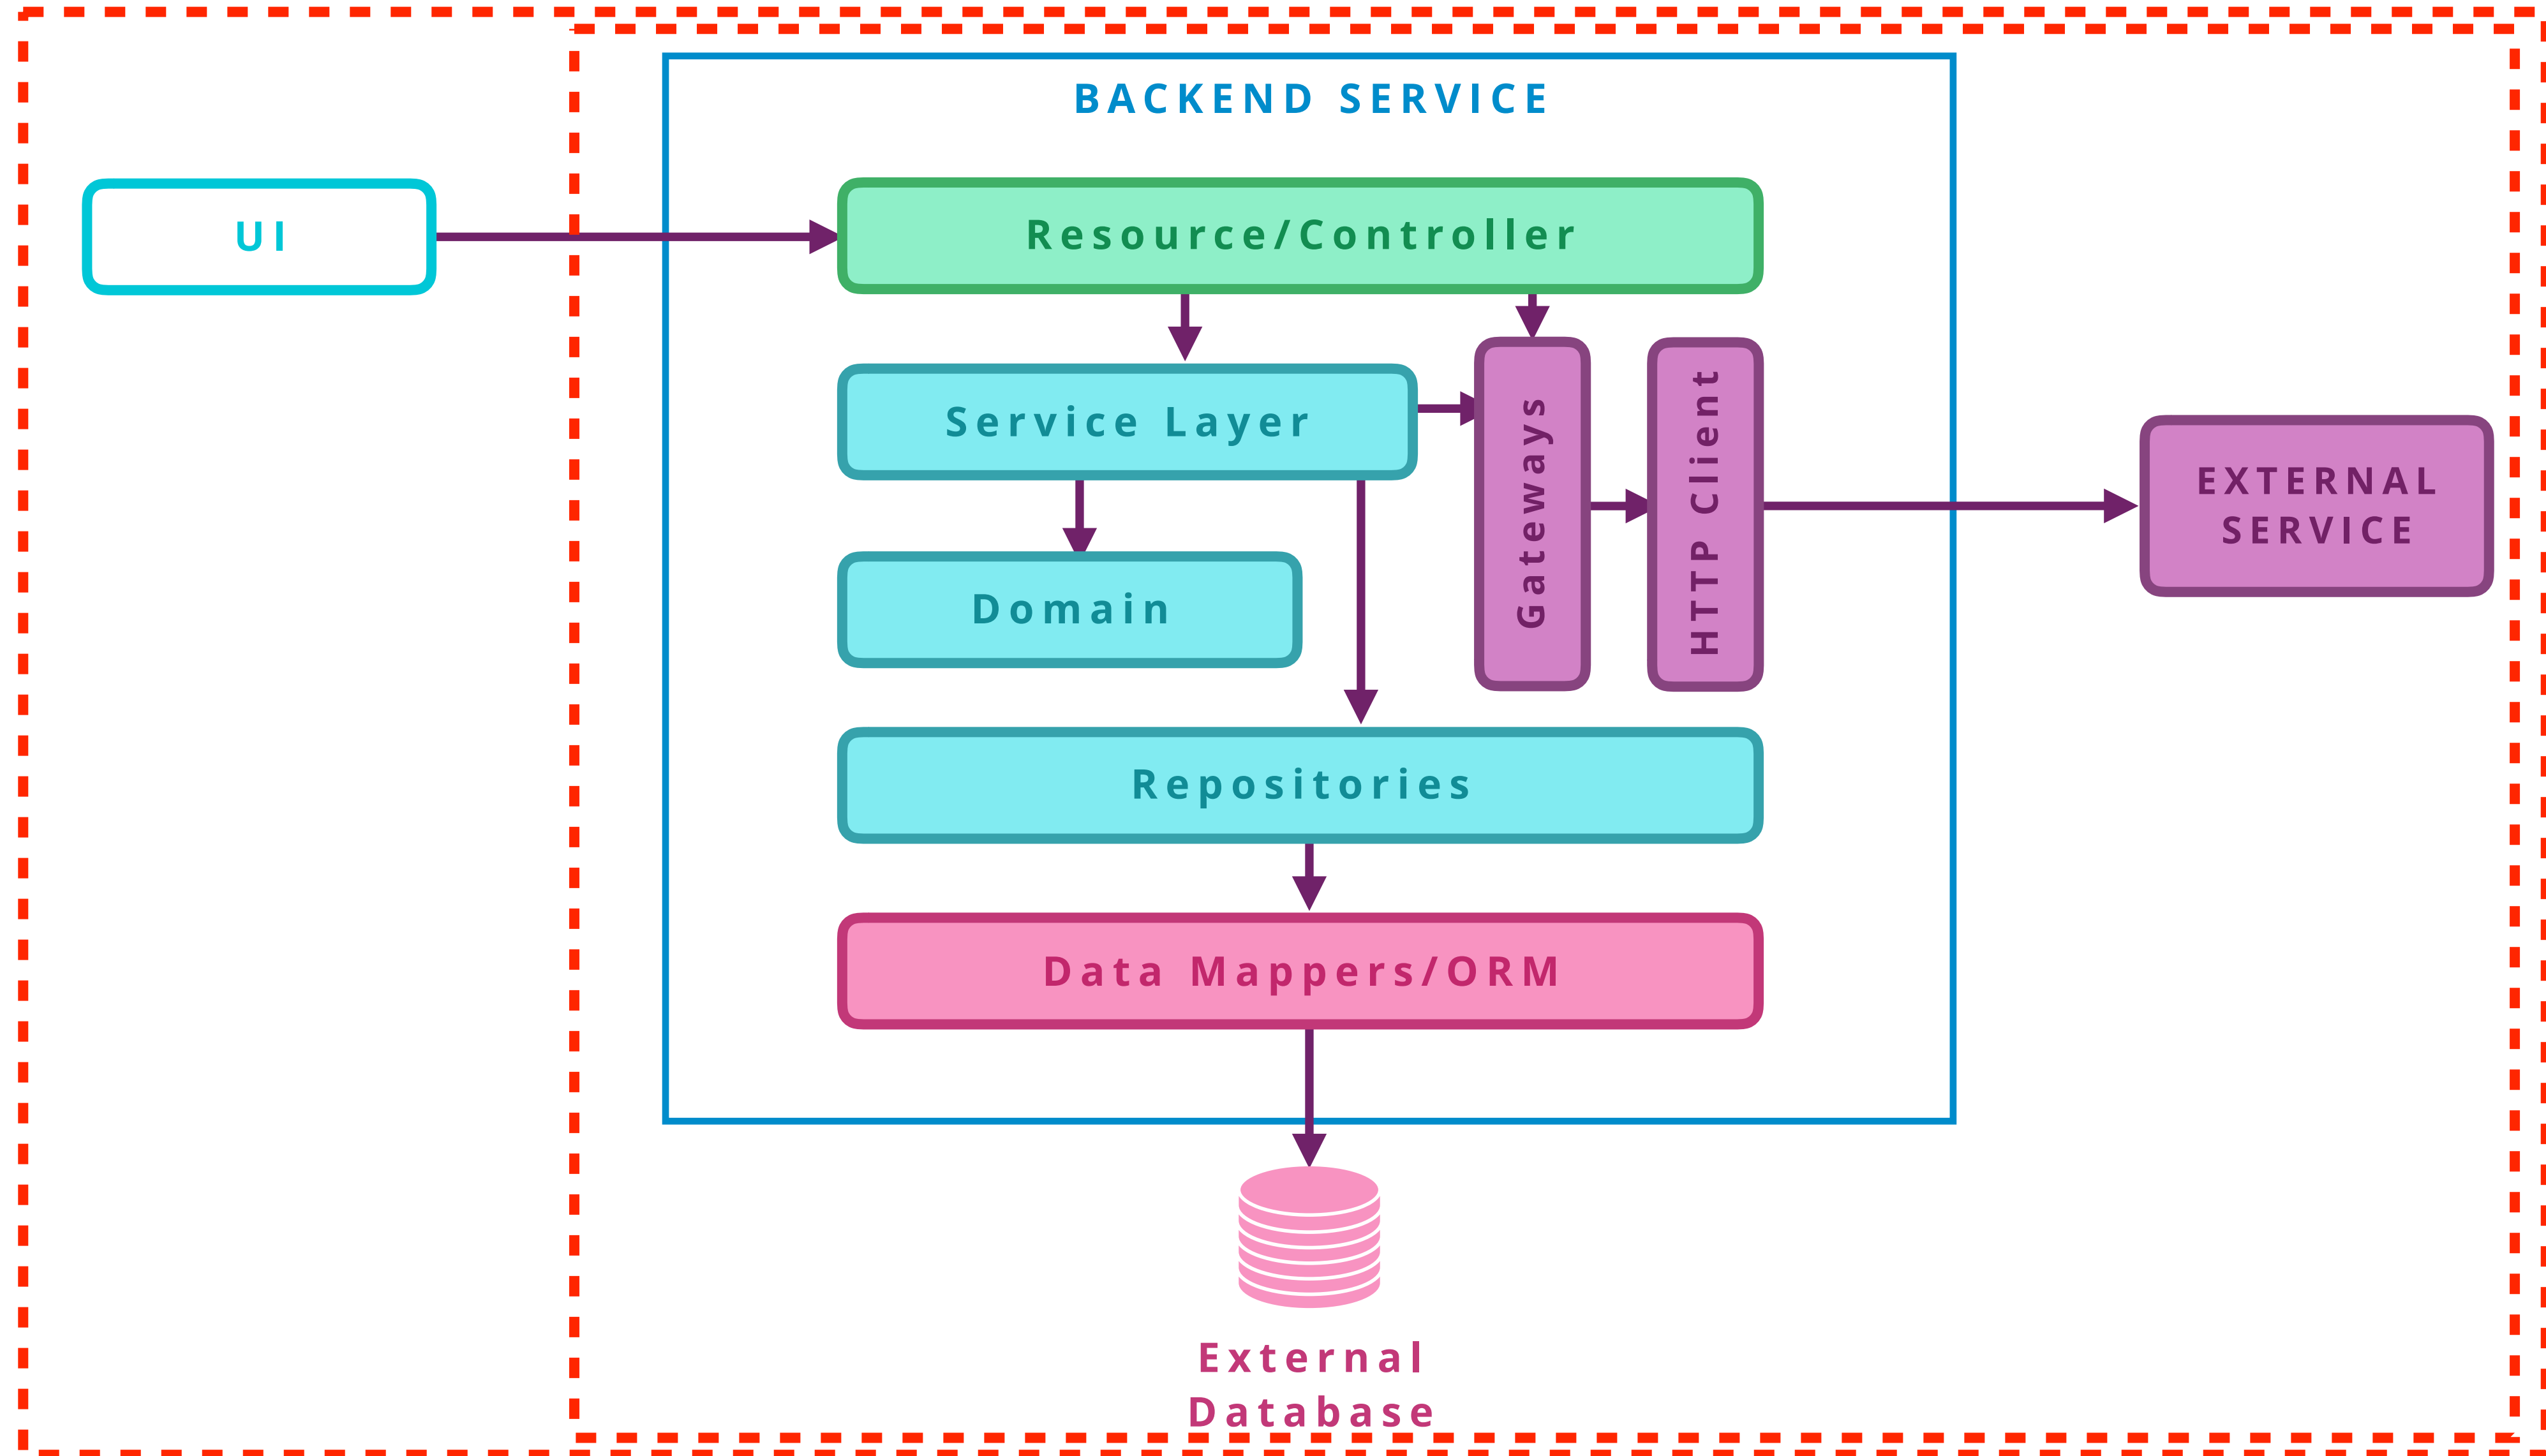 BACKEND SERVICE
UI
Resource/Controller
Service Layer
Gateways
HTTP Client
EXTERNAL
SERVICE
Domain
Repositories
Data Mappers/ORM
External
Database